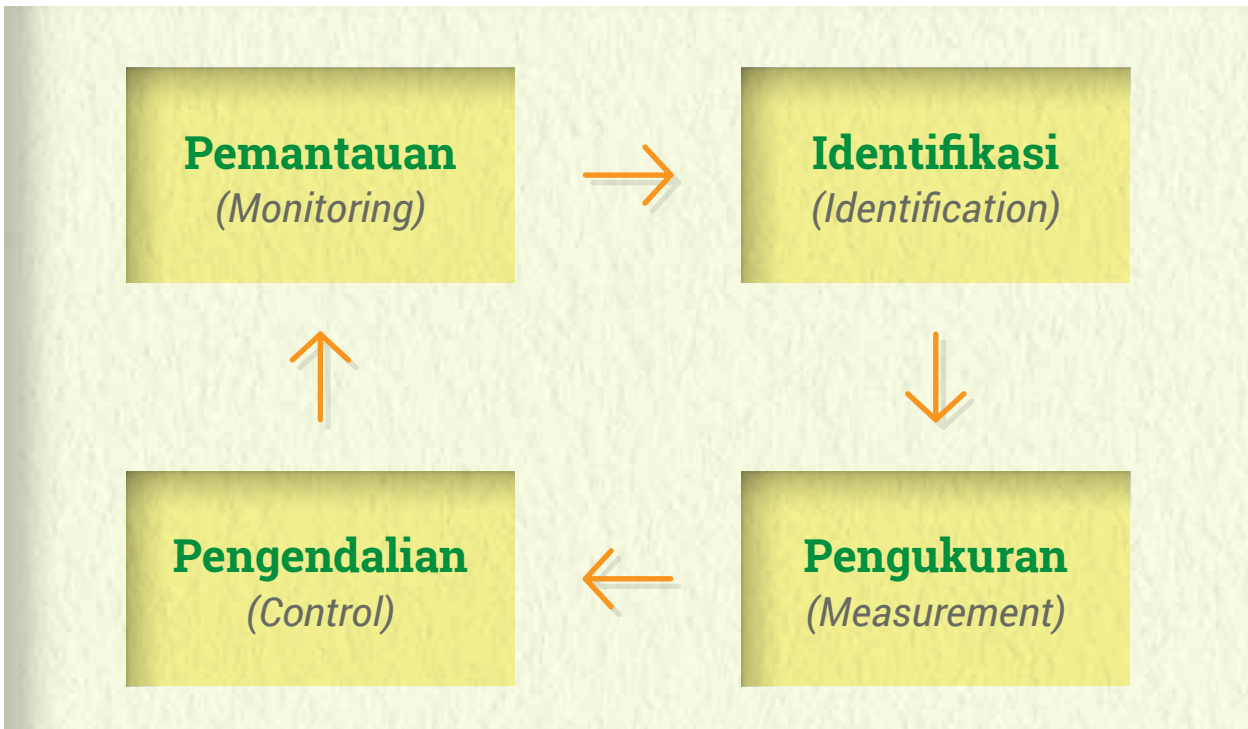 Pemantauan
(Monitoring)
Identifikasi
(Identification)
Pengendalian
(Control)
Pengukuran
(Measurement)